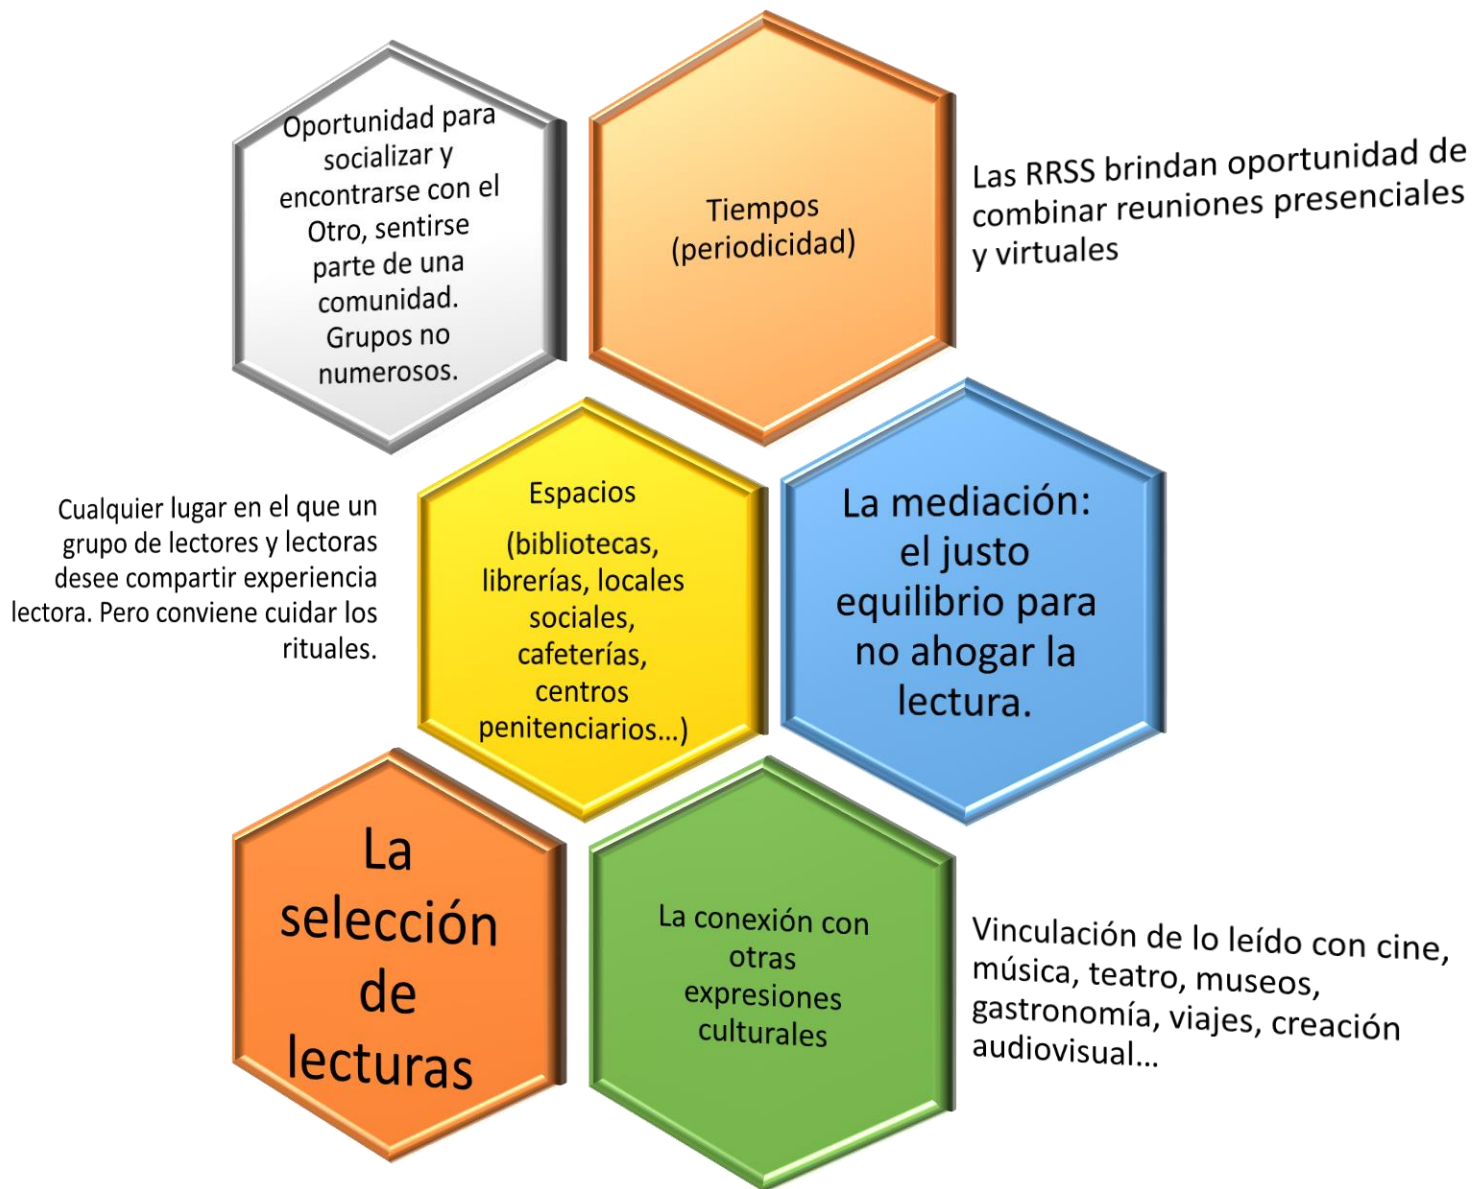 Oportunidad para
socializar y
encontrarse con el
Otro, sentirse
parte de una
comunidad.
Grupos no
numerosos.
Tiempos
(periodicidad)
Las RRSS brindan oportunidad de
combinar reuniones presenciales
y virtuales
Cualquier lugar en el que un
grupo de lectores y lectoras
desee compartir experiencia
lectora. Pero conviene cuidar los
rituales.
Espacios
(bibliotecas,
librerías, locales
sociales,
cafeterías,
centros
penitenciarios…)
La mediación:
el justo
equilibrio para
no ahogar la
lectura.
La
selección
de
lecturas
La conexión con
otras
expresiones
culturales
Vinculación de lo leído con cine,
música, teatro, museos,
gastronomía, viajes, creación
audiovisual…